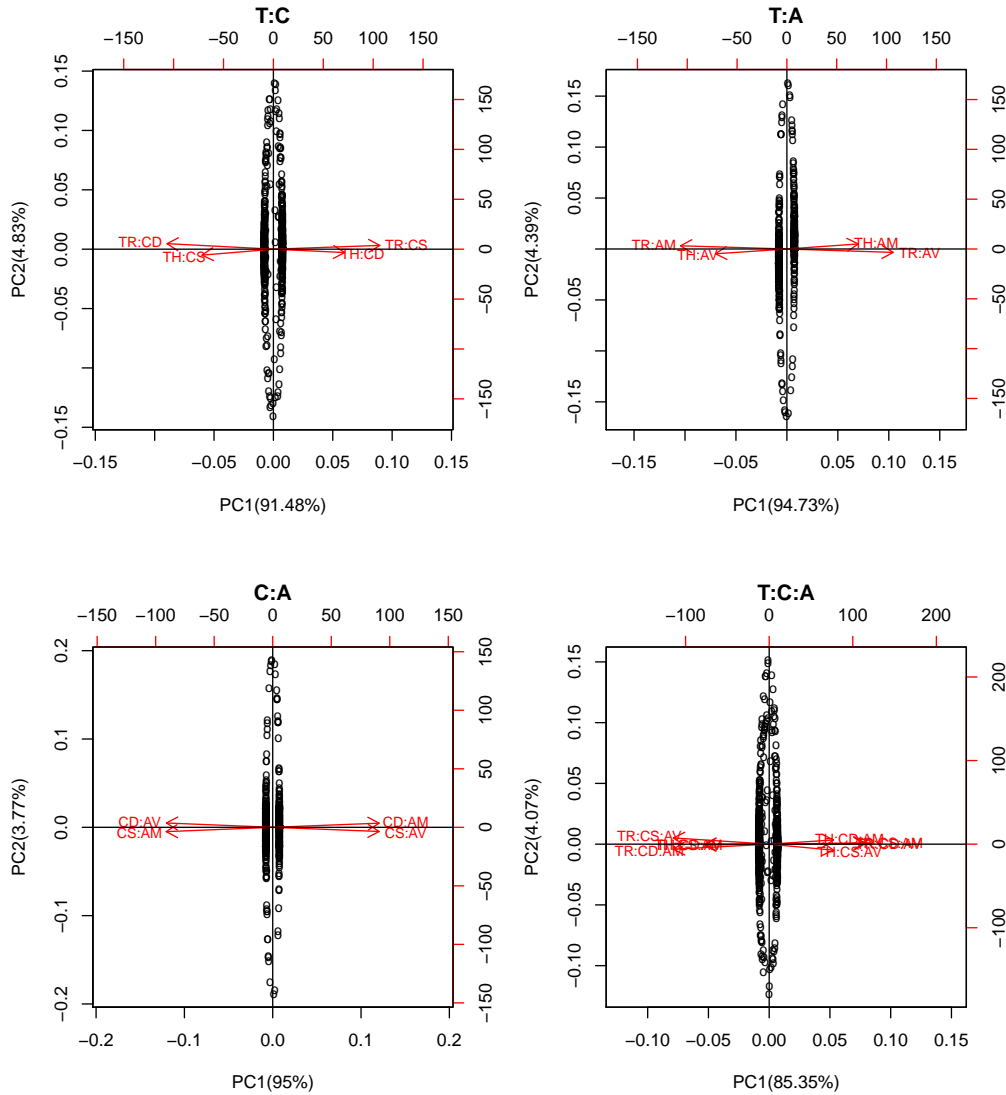 T:C
−150 −50 0 50 100
0.15
0.10
0.05
0.00
−0.05
−0.15
150
100
50
0
−50
−150
PC2(4.83%)
TR:CD
TH:CS
TR:CS
TH:CD
−0.15 −0.05 0.00 0.05 0.10 0.15
PC1(91.48%)
T:A
−150 −50 0 50 100 150
0.15
0.10
0.05
0.00
−0.05
−0.15
150
100
50
0
−50
−150
PC2(4.39%)
TR:AM
TH:AV
TH:AM
TR:AV
−0.15 −0.05 0.00 0.05 0.10 0.15
PC1(94.73%)
C:A
−150 −100 −50 0 50 100 150
0.2
0.1
0.0
−0.1
−0.2
150
100
50
0
−50
−100
−150
PC2(3.77%)
CD:AV
CS:AM
CD:AM
CS:AV
−0.2 −0.1 0.0 0.1 0.2
PC1(95%)
T:C:A
−100 0 50 100 200
0.15
0.10
0.05
0.00
−0.05
−0.10
200
100
0
−100
PC2(4.07%)
TR:CS:AV
TR:CD:AM
TH:CD:AM
TH:CS:AV
−0.10 −0.05 0.00 0.05 0.10 0.15
PC1(85.35%)